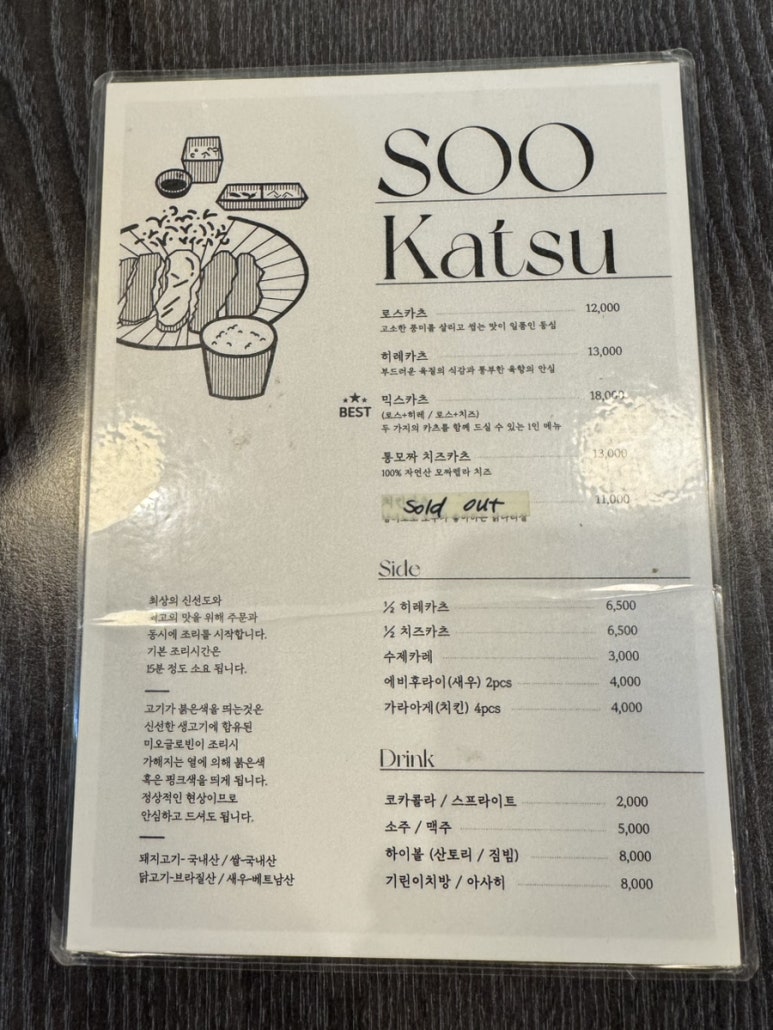 SOO
Katsu
로스카츠 12,000
고소한 풍미를 살리고 씹는 맛이 일품인 등심
히레카츠 13,000
부드러운 육질의 식감과 풍부한 육향의 안심
BEST
믹스카츠 18,000
(로스+히레 / 로스+치즈)
두 가지의 카츠를 함께 드실 수 있는 1인 메뉴
통모짜 치즈카츠 13,000
100% 자연산 모짜렐라 치즈
Sold out 11,000
Side
½ 히레카츠 6,500
½ 치즈카츠 6,500
수제카레 3,000
에비후라이(새우) 2pcs 4,000
가라아게(치킨) 4pcs 4,000
Drink
코카콜라 / 스프라이트 2,000
소주 / 맥주 5,000
하이볼 (산토리 / 짐빔) 8,000
기린이치방 / 아사히 8,000
최상의 신선도와
최고의 맛을 위해 주문과
동시에 조리를 시작합니다.
기본 조리시간은
15분 정도 소요 됩니다.
고기가 붉은색을 띄는것은
신선한 생고기에 함유된
미오글로빈이 조리시
가해지는 열에 의해 붉은색
혹은 핑크색을 띄게 됩니다.
정상적인 현상이므로
안심하고 드셔도 됩니다.
돼지고기- 국내산 / 쌀-국내산
닭고기-브라질산 / 새우-베트남산